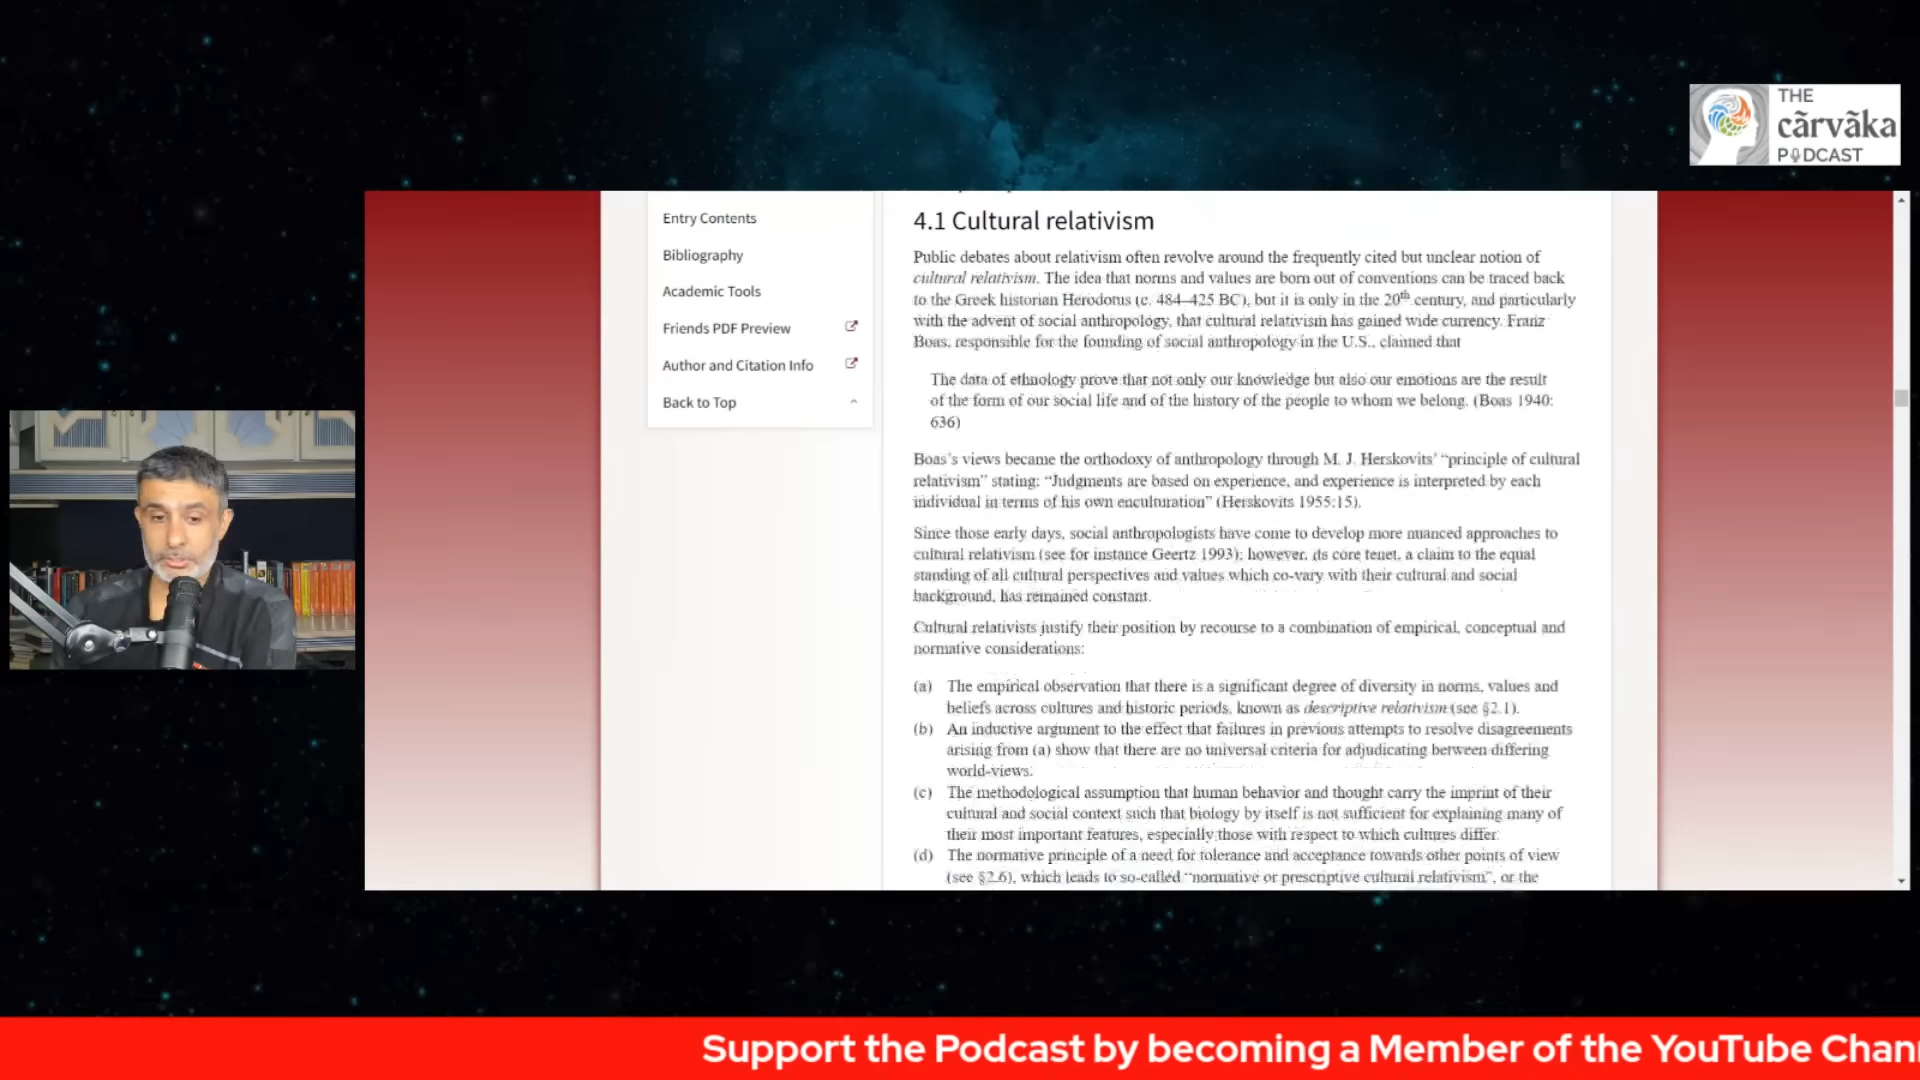 THE
cārvāka
PODCAST
Entry Contents
Bibliography
Academic Tools
Friends PDF Preview
Author and Citation Info
Back to Top
4.1 Cultural relativism
Public debates about relativism often revolve around the frequently cited but unclear notion of
cultural relativism. The idea that norms and values are born out of conventions can be traced back
to the Greek historian Herodotus (c. 484–425 BC), but it is only in the 20th century, and particularly
with the advent of social anthropology, that cultural relativism has gained wide currency. Franz
Boas, responsible for the founding of social anthropology in the U.S., claimed that
The data of ethnology prove that not only our knowledge but also our emotions are the result
of the form of our social life and of the history of the people to whom we belong. (Boas 1940:
636)
Boas's views became the orthodoxy of anthropology through M. J. Herskovits' “principle of cultural
relativism” stating: “Judgments are based on experience, and experience is interpreted by each
individual in terms of his own enculturation” (Herskovits 1955:15).
Since those early days, social anthropologists have come to develop more nuanced approaches to
cultural relativism (see for instance Geertz 1993); however, its core tenet, a claim to the equal
standing of all cultural perspectives and values which co-vary with their cultural and social
background, has remained constant.
Cultural relativists justify their position by recourse to a combination of empirical, conceptual and
normative considerations:
(a) The empirical observation that there is a significant degree of diversity in norms, values and
beliefs across cultures and historic periods, known as descriptive relativism (see §2.1).
(b) An inductive argument to the effect that failures in previous attempts to resolve disagreements
arising from (a) show that there are no universal criteria for adjudicating between differing
world-views.
(c) The methodological assumption that human behavior and thought carry the imprint of their
cultural and social context such that biology by itself is not sufficient for explaining many of
their most important features, especially those with respect to which cultures differ.
(d) The normative principle of a need for tolerance and acceptance towards other points of view
(see §2.6), which leads to so-called “normative or prescriptive cultural relativism”, or the
Support the Podcast by becoming a Member of the YouTube Chan